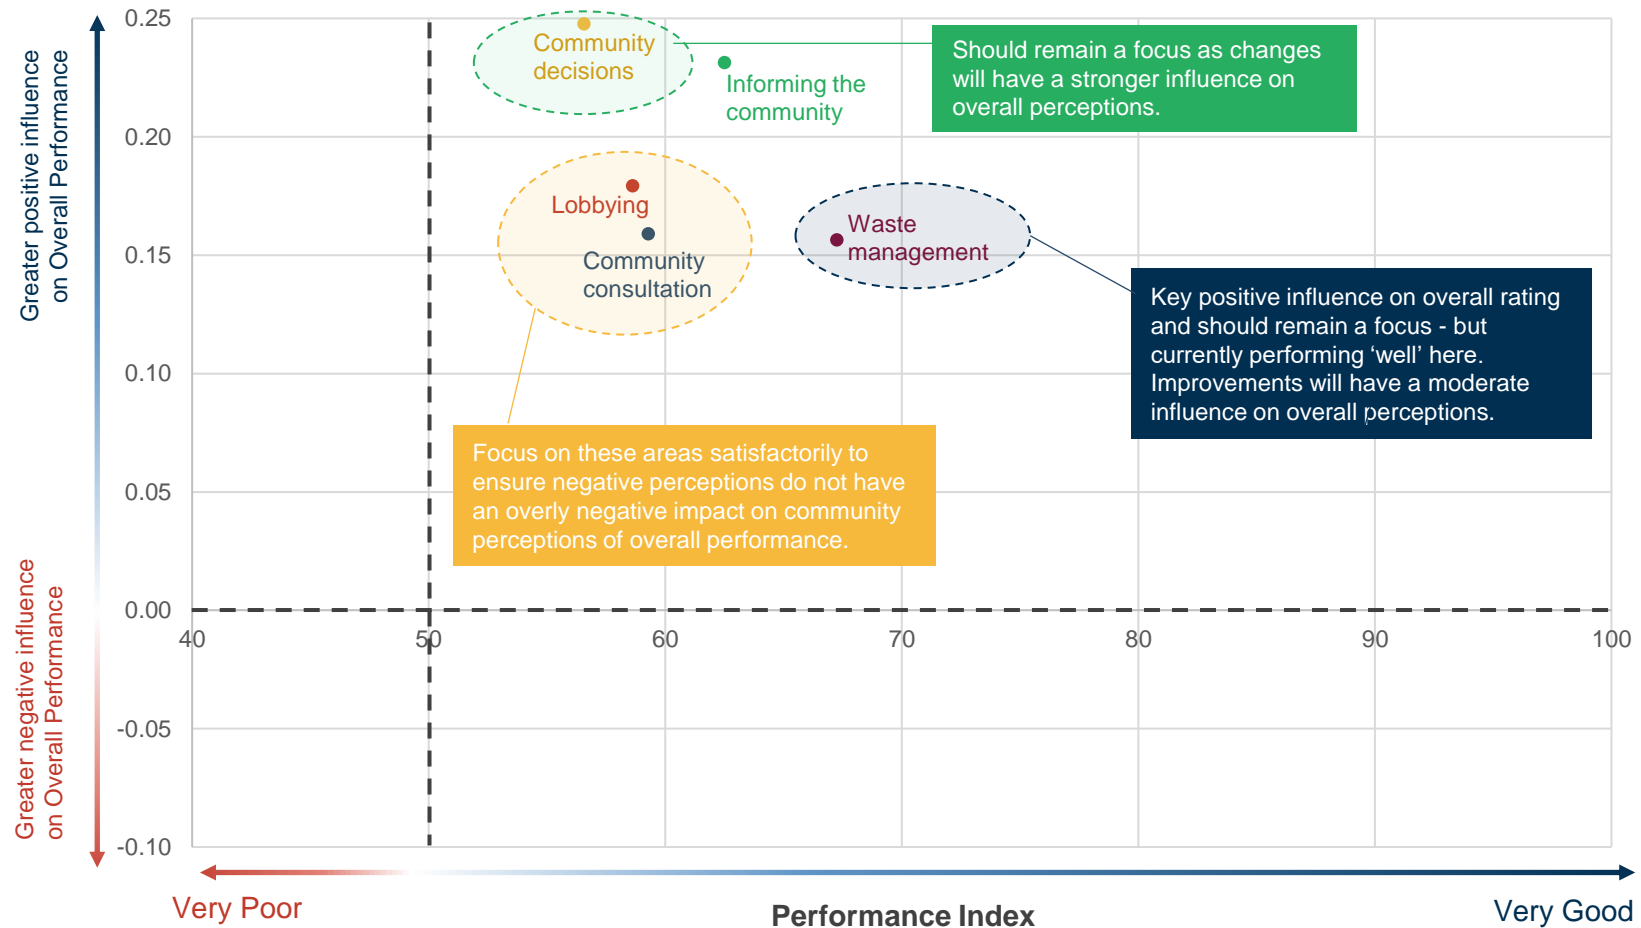 Greater positive influence
on Overall Performance
Greater negative influence
on Overall Performance
0.25
0.20
0.15
0.10
0.05
0.00
-0.05
-0.10
40
50
60
70
80
90
100
Community
decisions
Informing the
community
Should remain a focus as changes
will have a stronger influence on
overall perceptions.
Lobbying
Community
consultation
Waste
management
Key positive influence on overall rating
and should remain a focus - but
currently performing ‘well’ here.
Improvements will have a moderate
influence on overall perceptions.
Focus on these areas satisfactorily to
ensure negative perceptions do not have
an overly negative impact on community
perceptions of overall performance.
Very Poor
Performance Index
Very Good